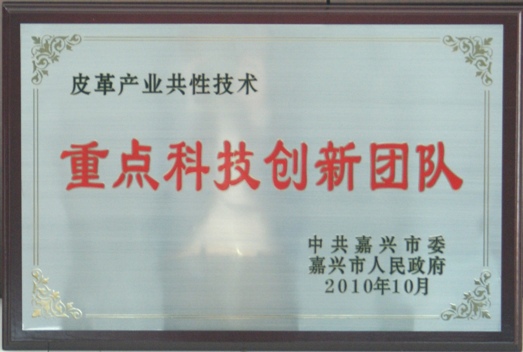 皮革产业共性技术
重点科技创新团队
中共嘉兴市委
嘉兴市人民政府
2010年10月